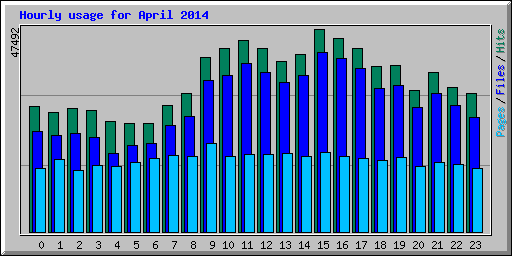 Hourly usage for April 2014
47492
Pages/Files/Hits
0 1 2 3 4 5 6 7 8 9 10 11 12 13 14 15 16 17 18 19 20 21 22 23